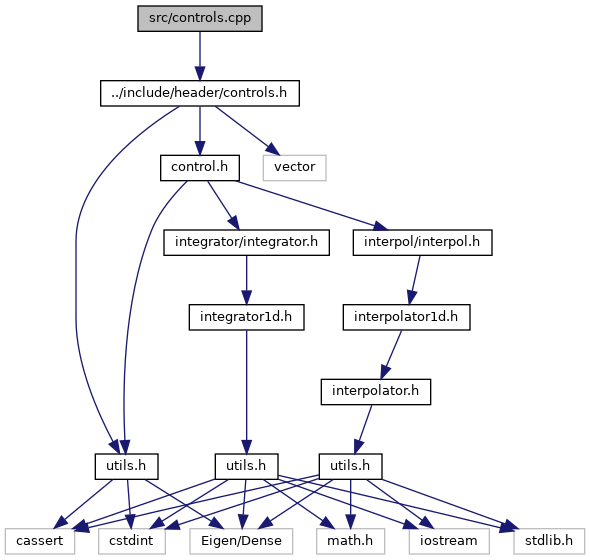 src/controls.cpp
../include/header/controls.h
control.h
vector
integrator/integrator.h
interpol/interpol.h
integrator1d.h
interpolator1d.h
interpolator.h
utils.h
utils.h
utils.h
cassert
cstdint
Eigen/Dense
math.h
iostream
stdlib.h